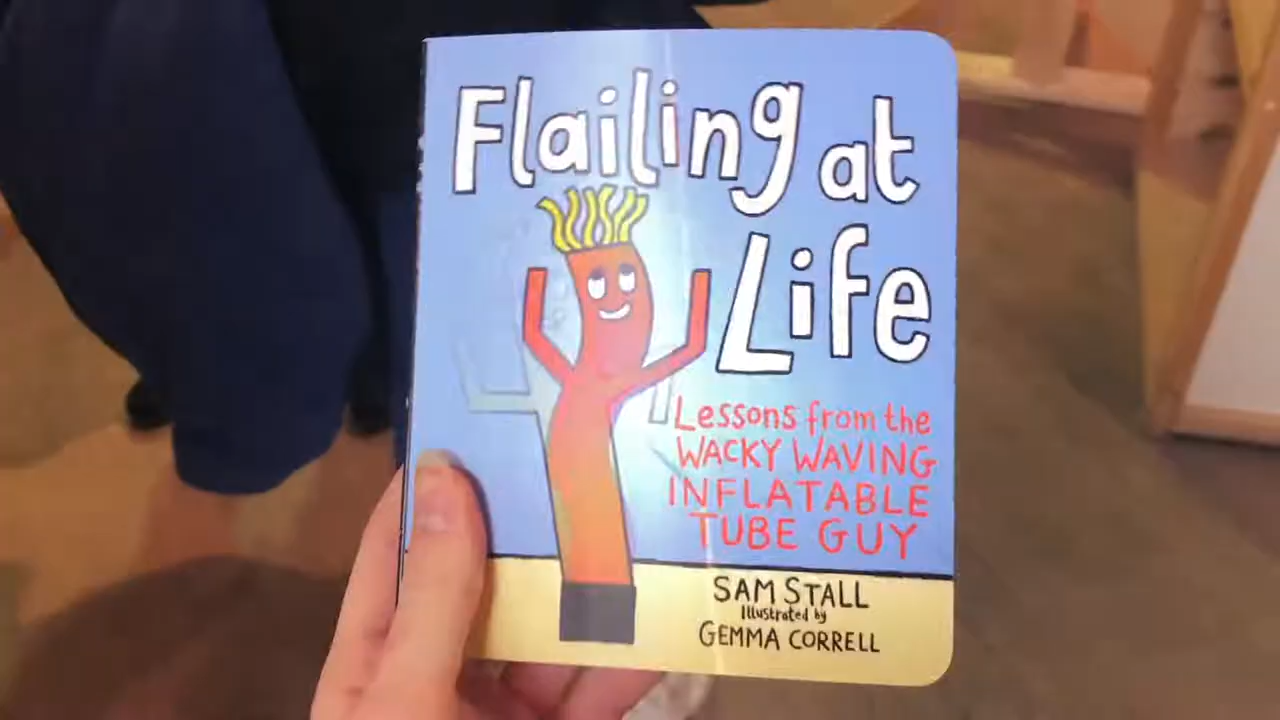 Flailing at
Life
Lessons from the
WACKY WAVING
INFLATABLE
TUBE GUY
SAM STALL
Illustrated by
GEMMA CORRELL